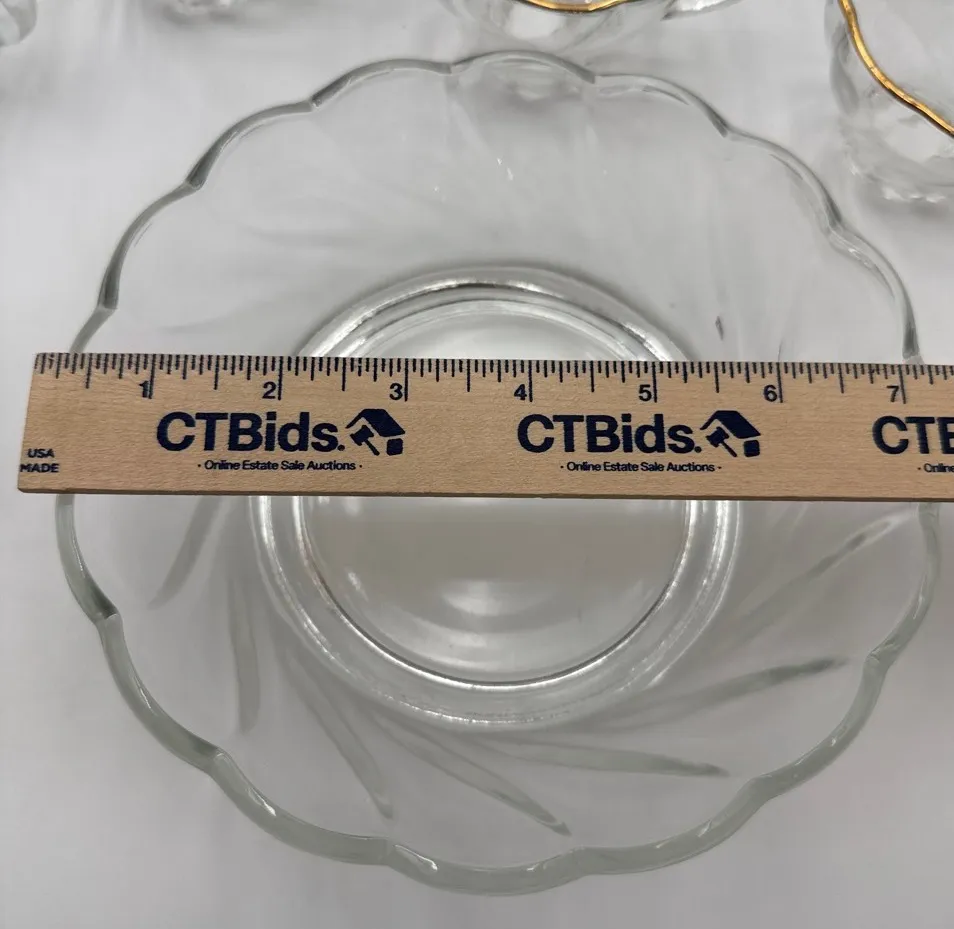 1 2 3 4 5 6 7
CTBids. CTBids. CTB
· Online Estate Sale Auctions · · Online Estate Sale Auctions · · Online
USA
MADE